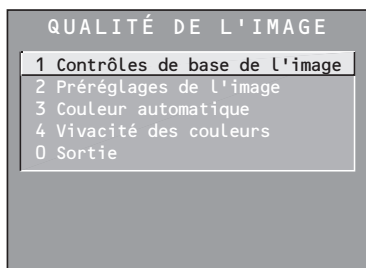 QUALITÉ DE L'IMAGE
1 Contrôles de base de l'image
2 Préréglages de l'image
3 Couleur automatique
4 Vivacité des couleurs
0 Sortie